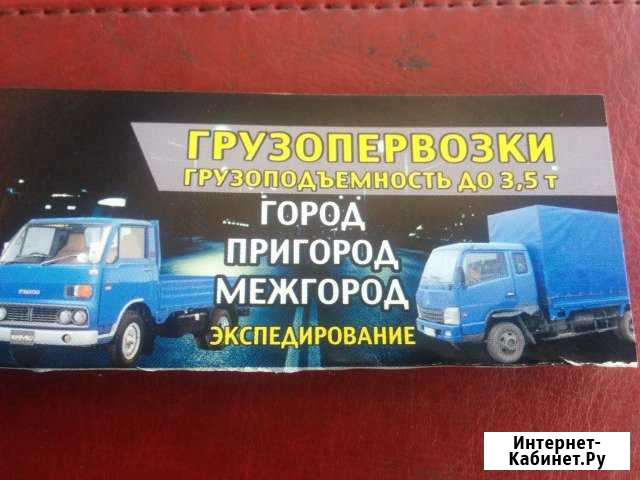 ГРУЗОПЕРВОЗКИ
ГРУЗОПОДЪЕМНОСТЬ ДО 3,5 т
ГОРОД
ПРИГОРОД
МЕЖГОРОД
ЭКСПЕДИРОВАНИЕ
Интернет-
Кабинет.Ру